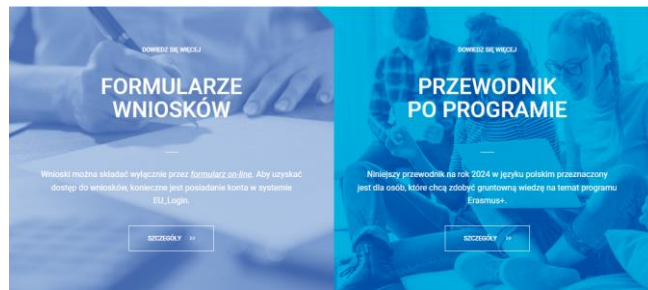 DOWIEDZ SIĘ WIĘCEJ
FORMULARZE
WNIOSKÓW
Wnioski można składać wyłącznie przez formularz on-line. Aby uzyskać
dostęp do wniosków, konieczne jest posiadanie konta w systemie
EU_Login.
SZCZEGÓŁY >>
DOWIEDZ SIĘ WIĘCEJ
PRZEWODNIK
PO PROGRAMIE
Niniejszy przewodnik na rok 2024 w języku polskim przeznaczony
jest dla osób, które chcą zdobyć gruntowną wiedzę na temat programu
Erasmus+.
SZCZEGÓŁY >>